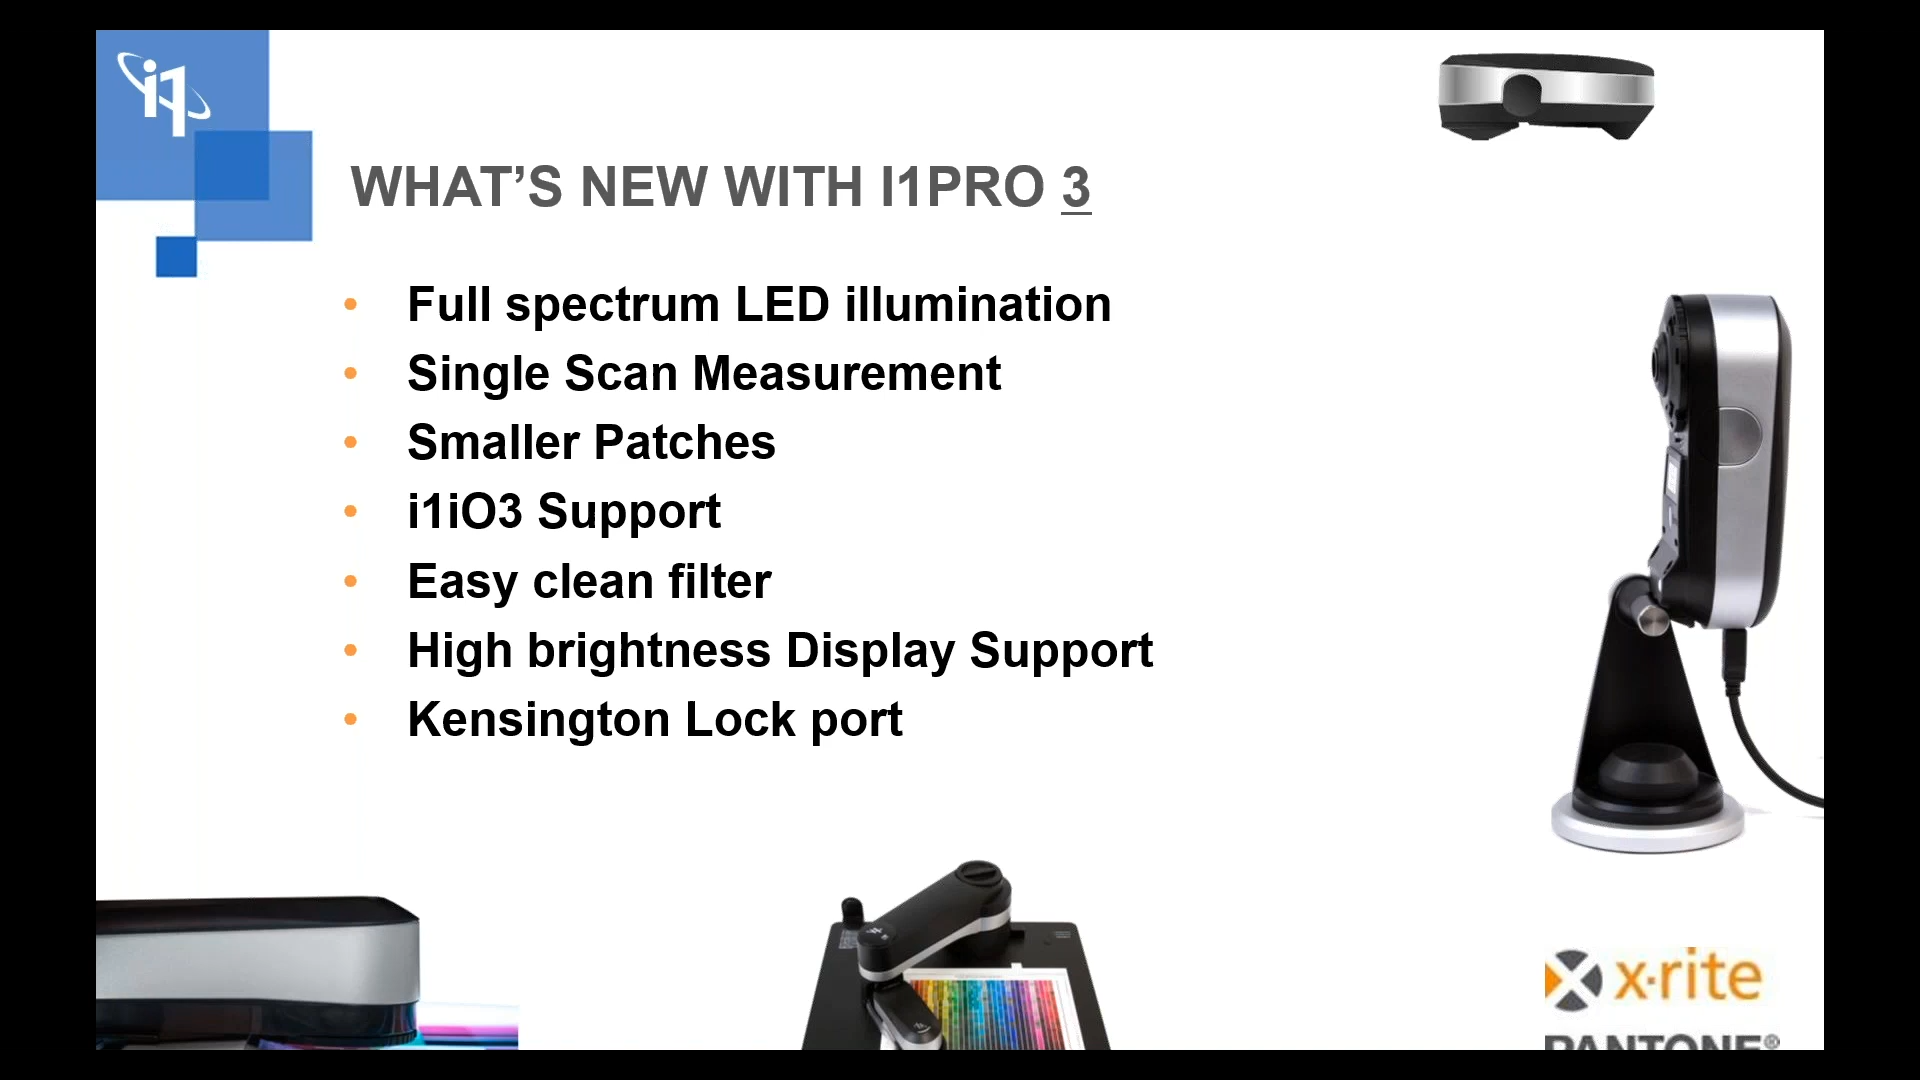 i1
WHAT’S NEW WITH I1PRO 3
• Full spectrum LED illumination
• Single Scan Measurement
• Smaller Patches
• i1iO3 Support
• Easy clean filter
• High brightness Display Support
• Kensington Lock port
x·rite
PANTONE®